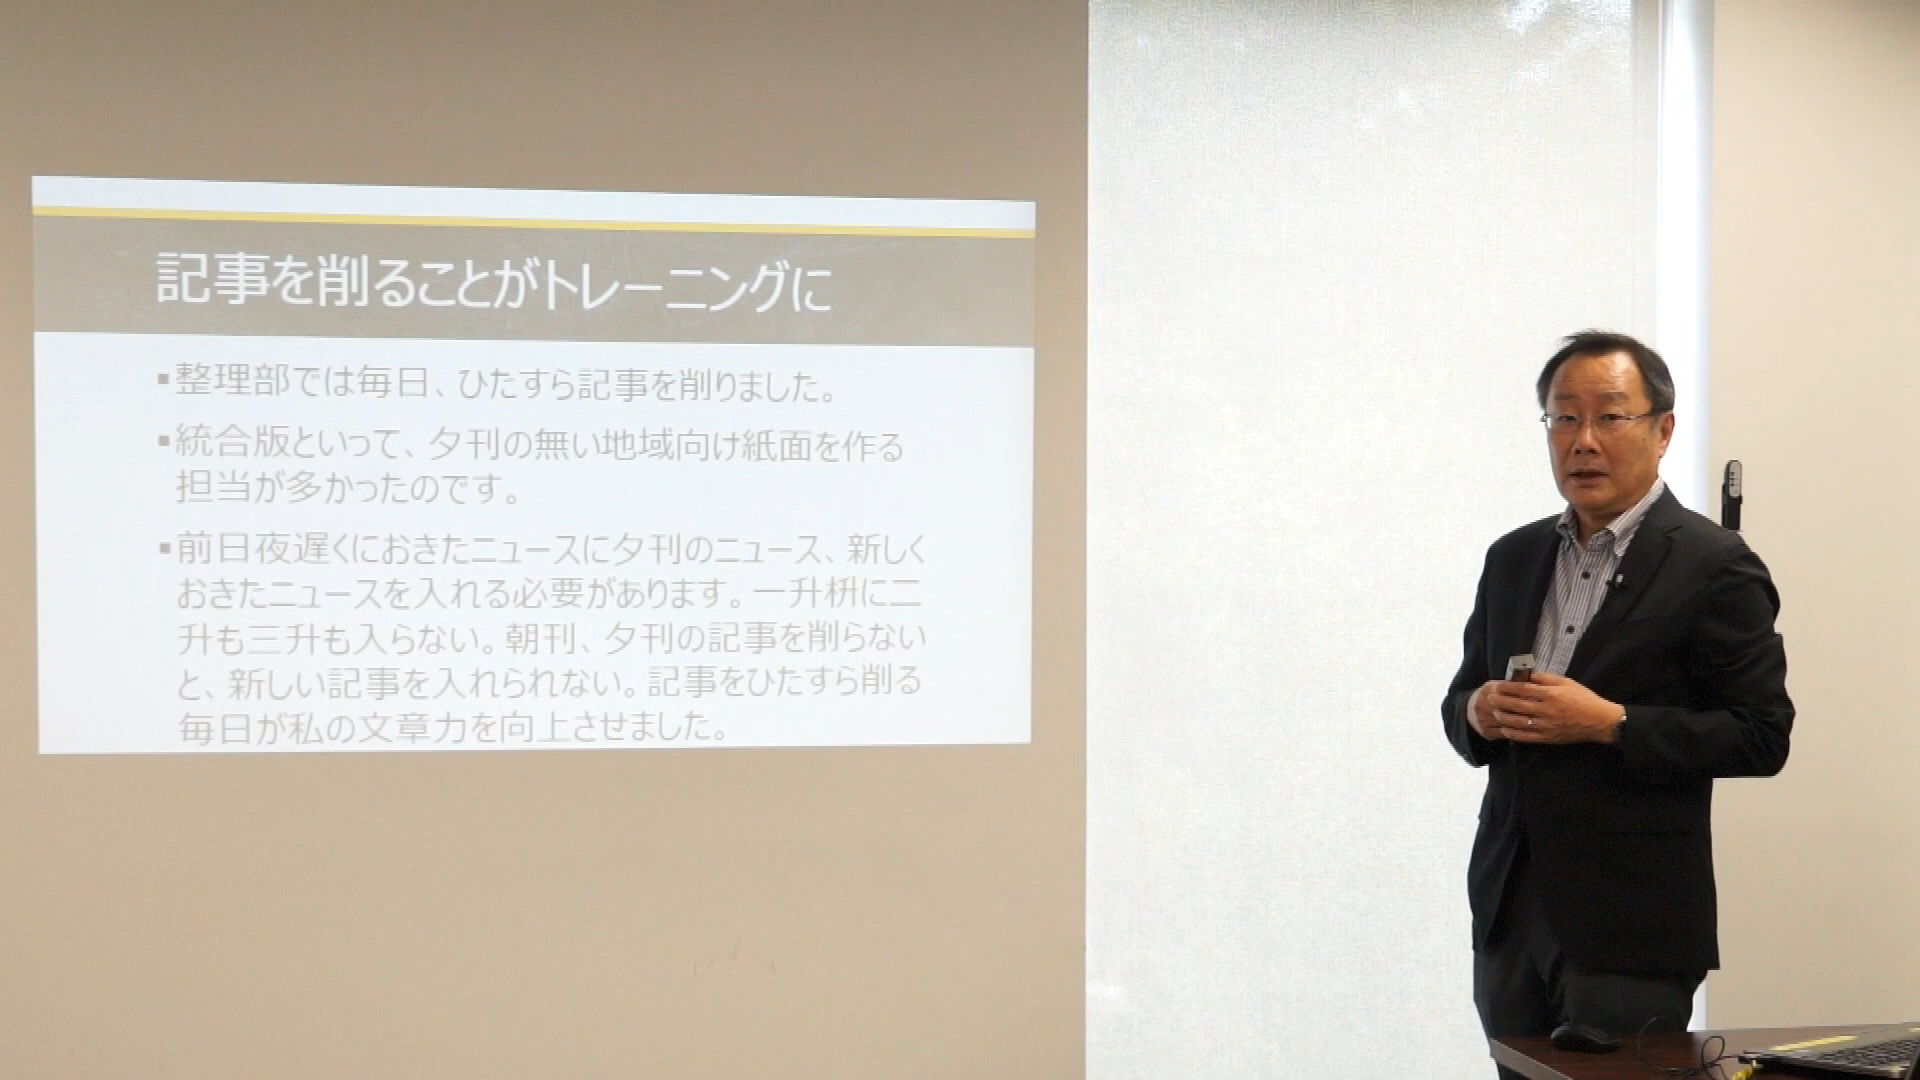 記事を削ることがトレーニングに
▪整理部では毎日、ひたすら記事を削りました。
▪統合版といって、夕刊の無い地域向け紙面を作る
担当が多かったのです。
▪前日夜遅くにおきたニュースに夕刊のニュース、新しく
おきたニュースを入れる必要があります。一升枡に二
升も三升も入らない。朝刊、夕刊の記事を削らない
と、新しい記事を入れられない。記事をひたすら削る
毎日が私の文章力を向上させました。